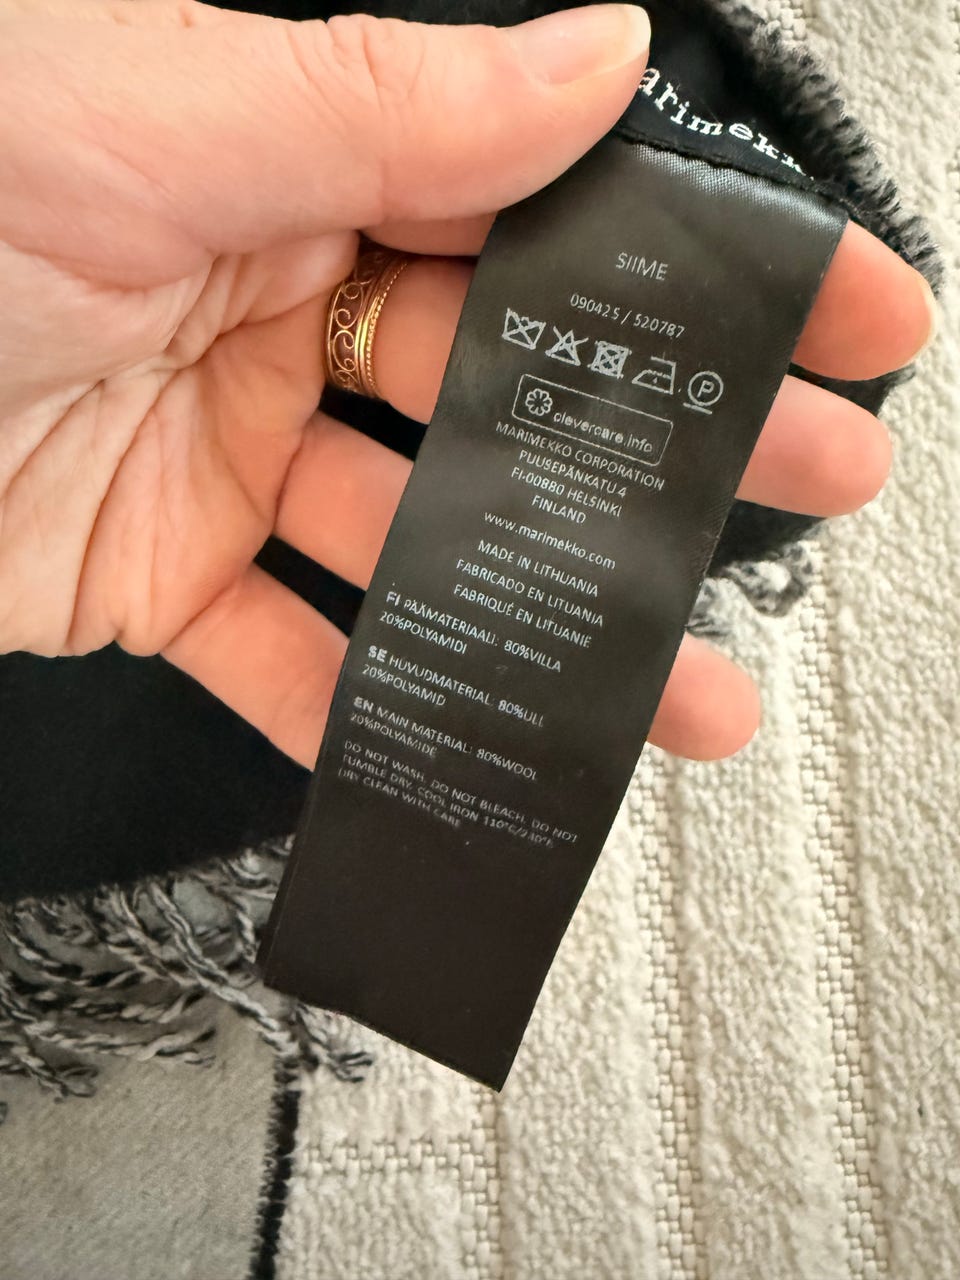 arimekk
SIIME
090425 / 520787
P
clevercare.info
MARIMEKKO CORPORATION
PUUSEPÄNKATU 4
FI-00880 HELSINKI
FINLAND
www.marimekko.com
MADE IN LITHUANIA
FABRICADO EN LITUANIA
FABRIQUÉ EN LITUANIE
FI PÄÄMATERIAALI: 80%VILLA
20%POLYAMIDI
SE HUVUDMATERIAL: 80%ULL
20%POLYAMID
EN MAIN MATERIAL: 80%WOOL
20%POLYAMIDE
DO NOT WASH. DO NOT BLEACH. DO NOT
TUMBLE DRY. COOL IRON 110°C/230°F.
DRY CLEAN WITH CARE